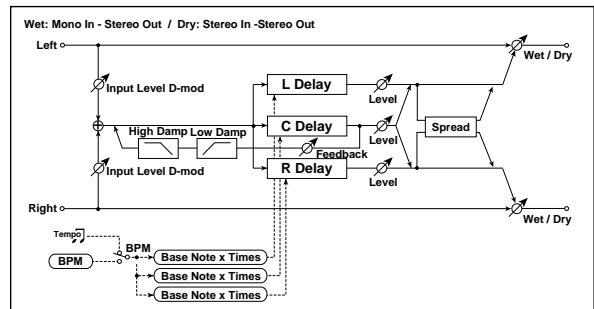 Wet: Mono In - Stereo Out / Dry: Stereo In -Stereo Out
Left
Wet / Dry
Input Level D-mod
L Delay
Level
High Damp
Low Damp
C Delay
Level
Spread
Feedback
Input Level D-mod
R Delay
Level
Right
Wet / Dry
Tempo
BPM
BPM
Base Note x Times
Base Note x Times
Base Note x Times